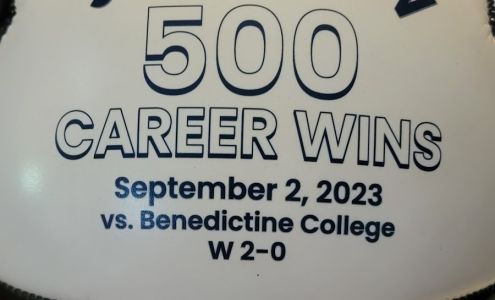 500
CAREER WINS
September 2, 2023
vs. Benedictine College
W 2-0